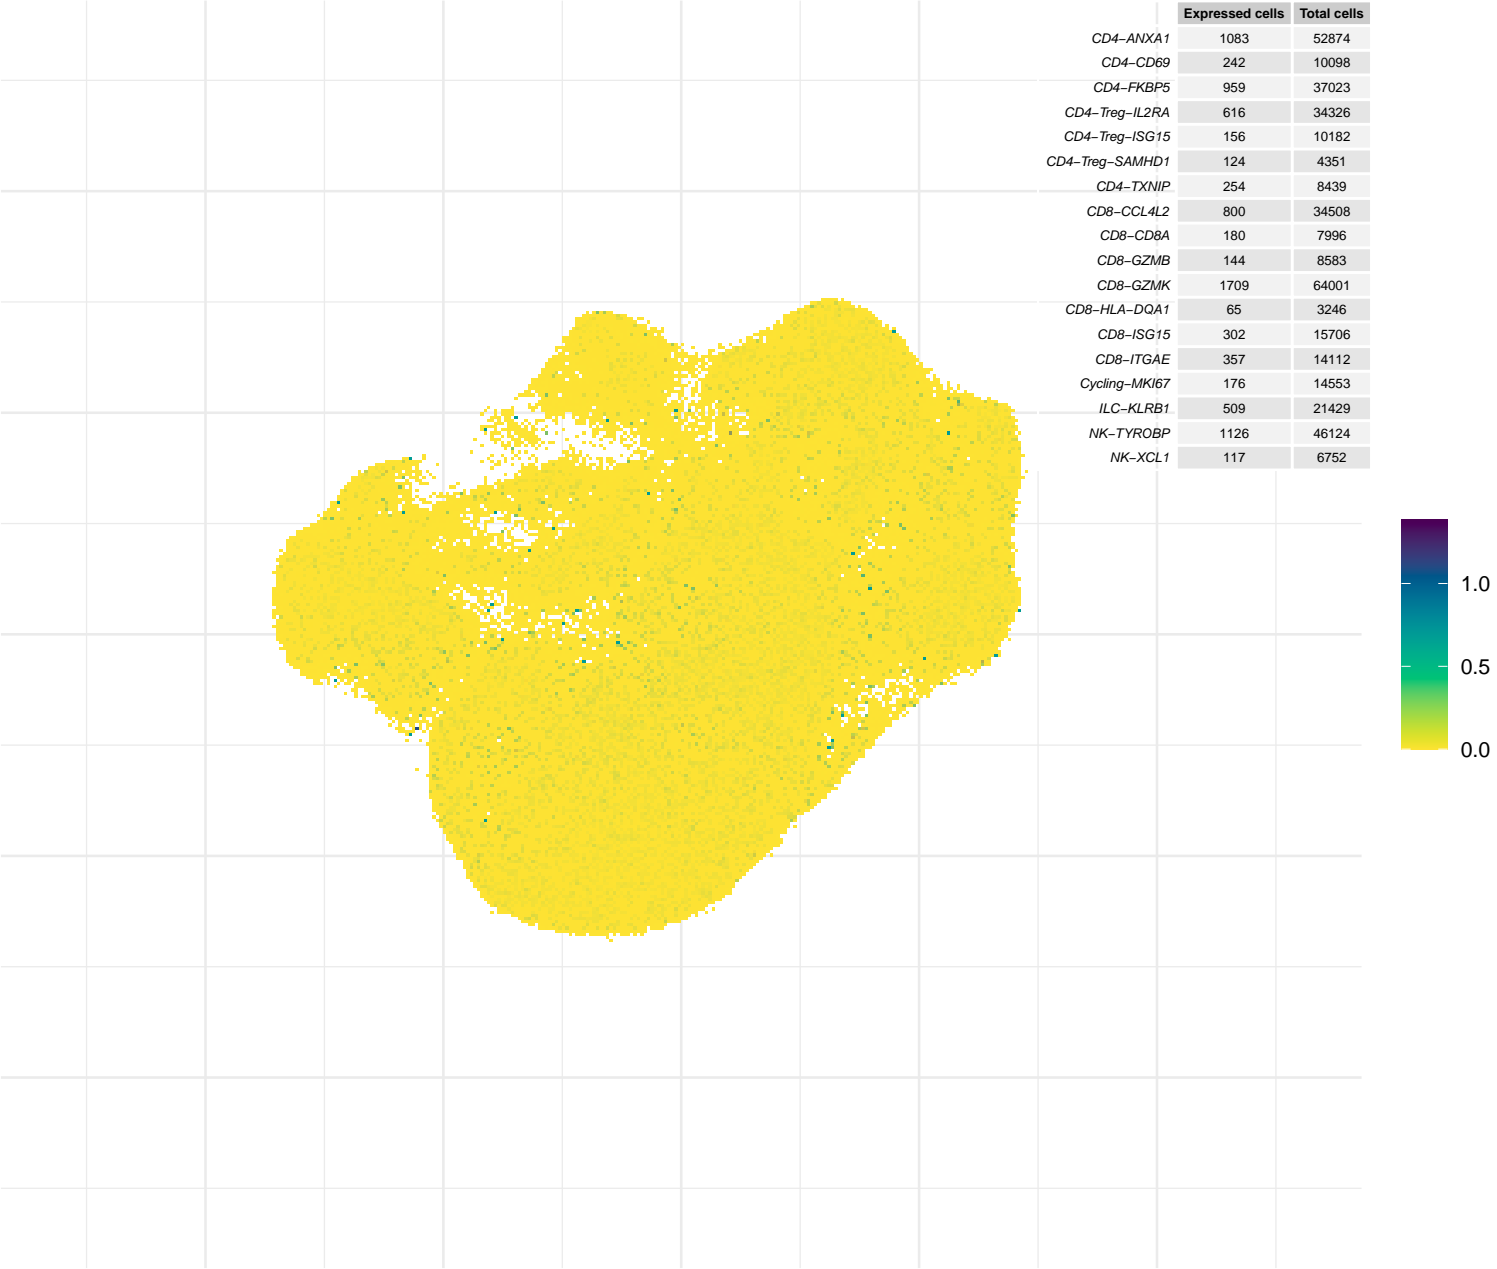 Expressed cells Total cells
CD4−ANXA1 1083 52874
CD4−CD69 242 10098
CD4−FKBP5 959 37023
CD4−Treg−IL2RA 616 34326
CD4−Treg−ISG15 156 10182
CD4−Treg−SAMHD1 124 4351
CD4−TXNIP 254 8439
CD8−CCL4L2 800 34508
CD8−CD8A 180 7996
CD8−GZMB 144 8583
CD8−GZMK 1709 64001
CD8−HLA−DQA1 65 3246
CD8−ISG15 302 15706
CD8−ITGAE 357 14112
Cycling−MKI67 176 14553
ILC−KLRB1 509 21429
NK−TYROBP 1126 46124
NK−XCL1 117 6752
1.0
0.5
0.0